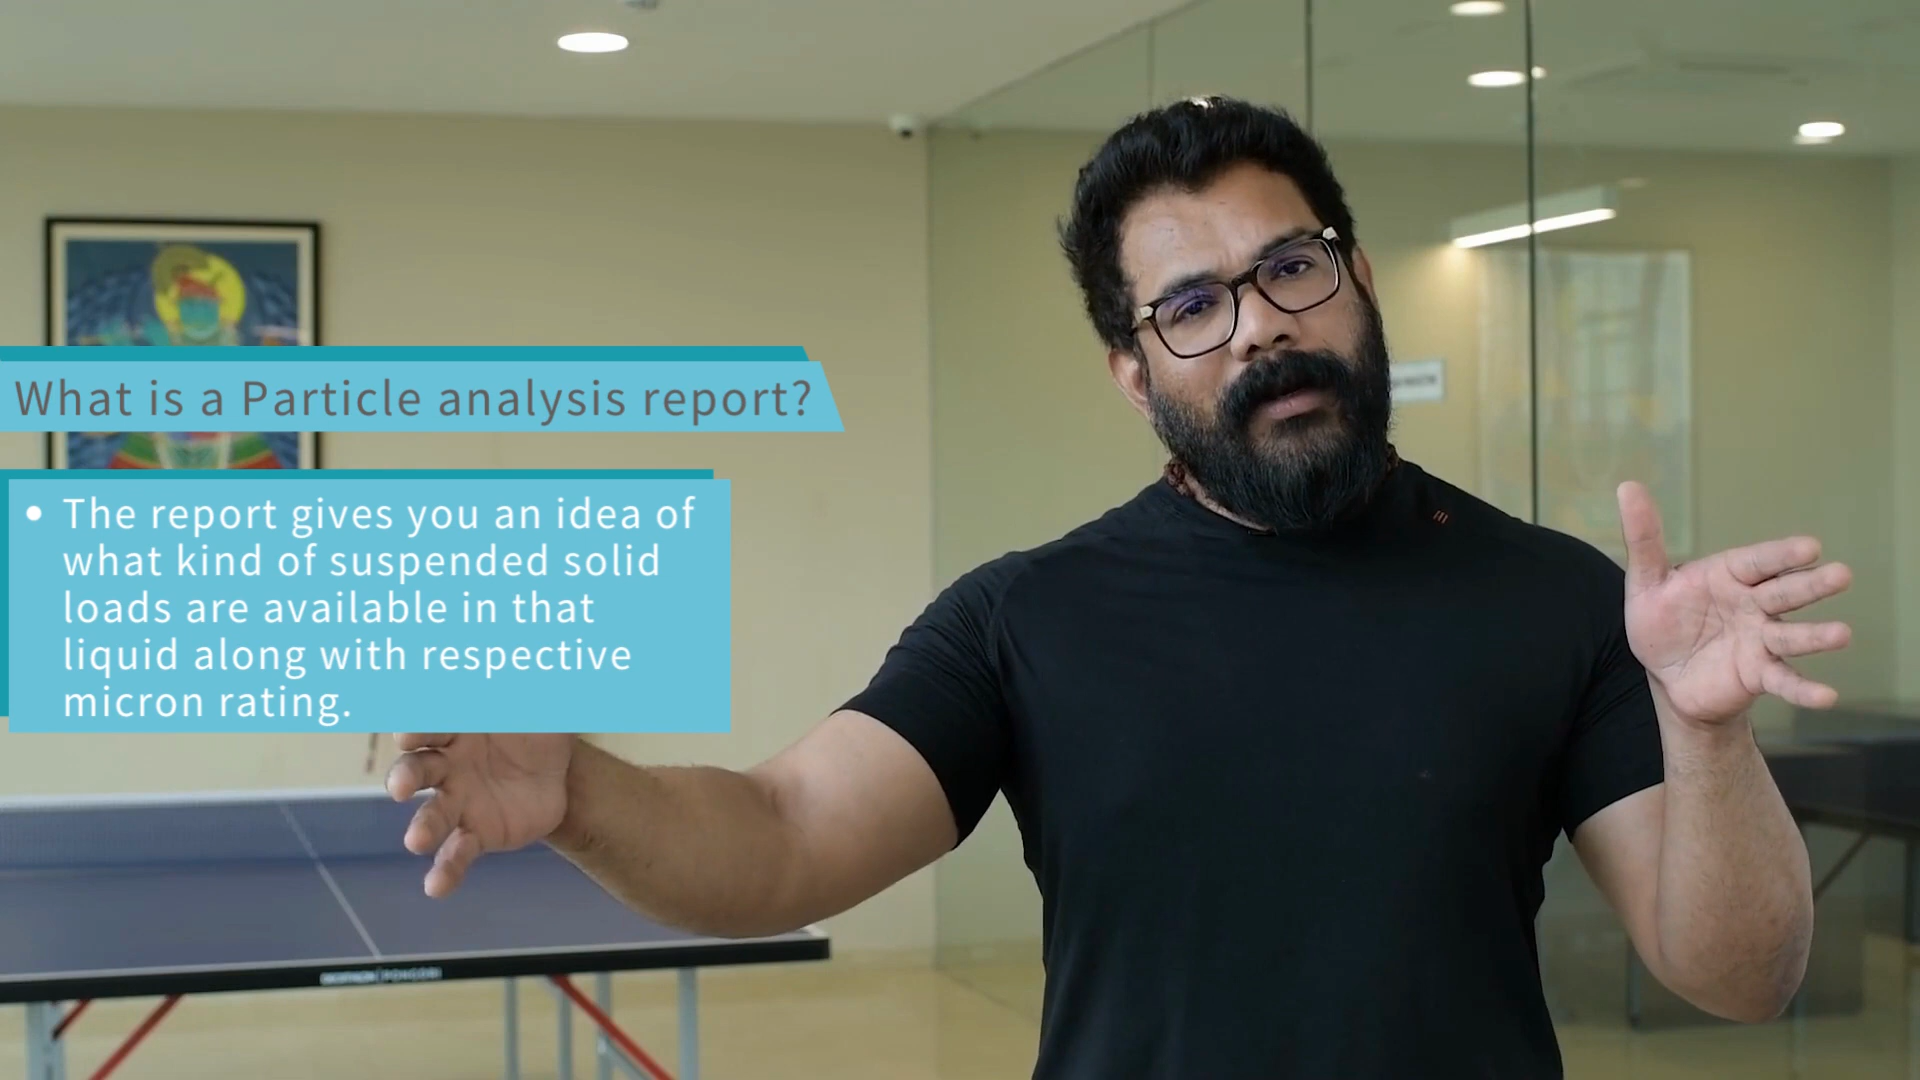 What is a Particle analysis report?
• The report gives you an idea of
what kind of suspended solid
loads are available in that
liquid along with respective
micron rating.